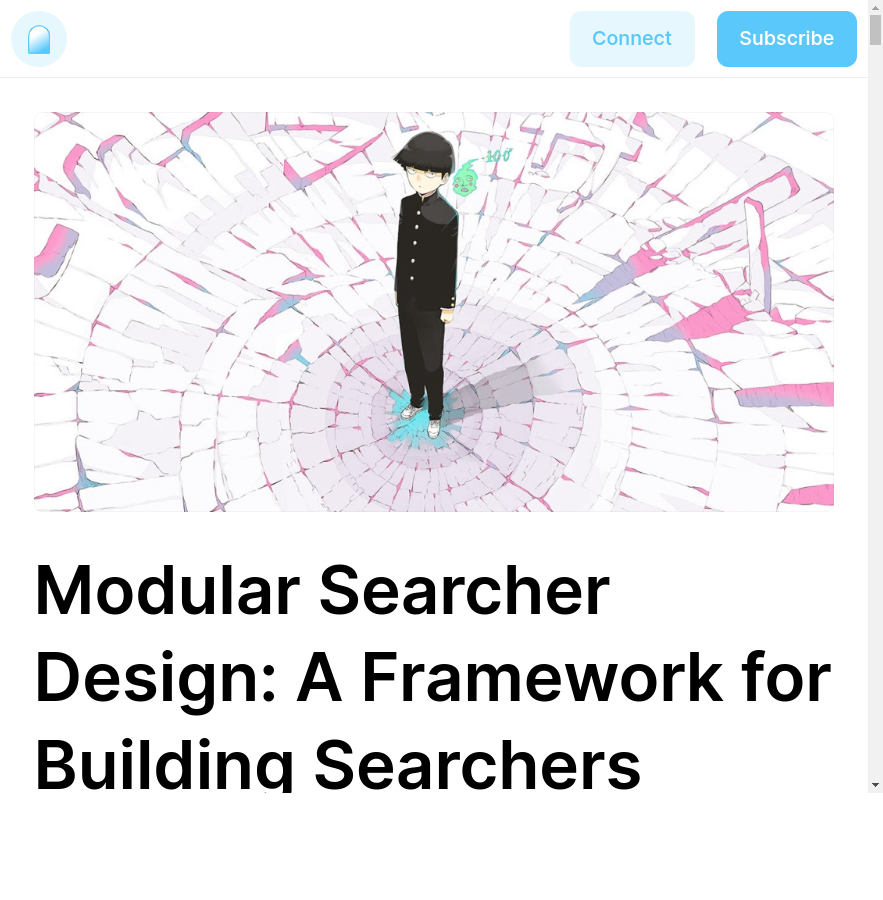 Connect
Subscribe
-100
Modular Searcher
Design: A Framework for
Building Searchers